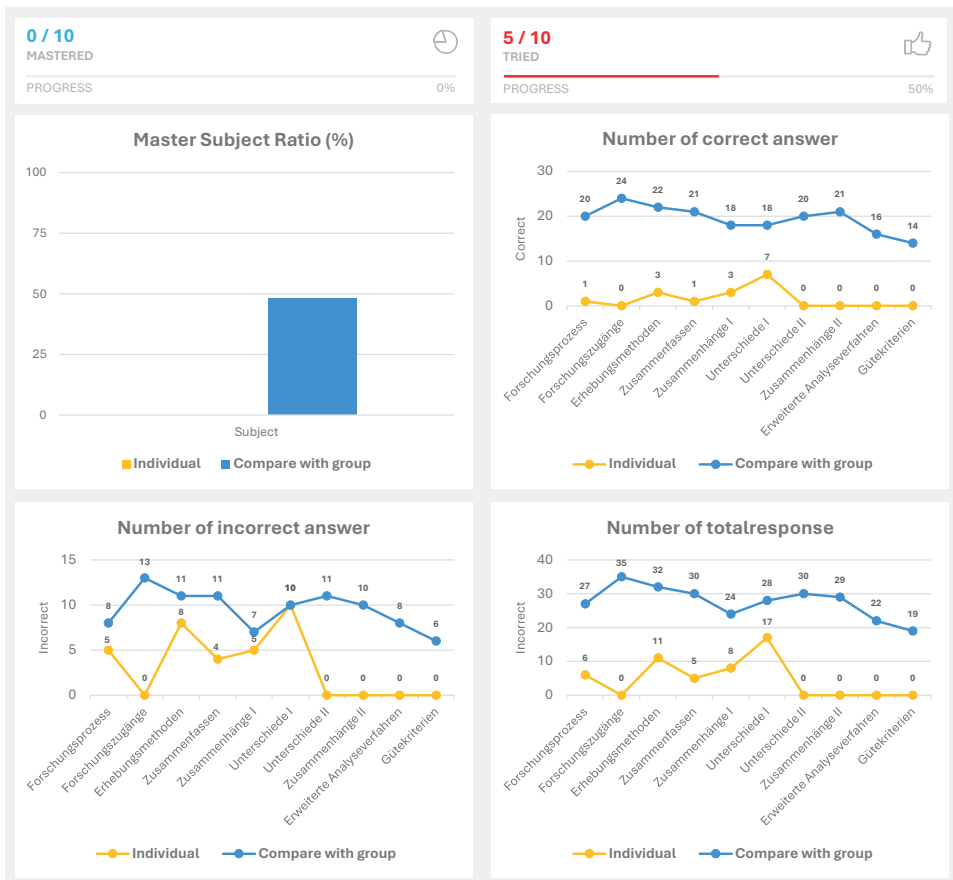 0 / 10
MASTERED
PROGRESS 0%
5 / 10
TRIED
PROGRESS 50%
Master Subject Ratio (%)
100
75
50
25
0
Subject
Individual Compare with group
Number of correct answer
Correct
30
20
10
0
20 24 22 21 18 18 20 21 16 14
1 0 3 1 3 7 0 0 0 0
Forschungsprozess
Forschungszugänge
Erhebungsmethoden
Zusammenfassen
Zusammenhänge I
Unterschiede I
Unterschiede II
Zusammenhänge II
Erweiterte Analyseverfahren
Gütekriterien
Individual Compare with group
Number of incorrect answer
Incorrect
15
10
5
0
8 13 11 11 7 10 11 10 8 6
5 0 8 4 5 10 0 0 0 0
Forschungsprozess
Forschungszugänge
Erhebungsmethoden
Zusammenfassen
Zusammenhänge I
Unterschiede I
Unterschiede II
Zusammenhänge II
Erweiterte Analyseverfahren
Gütekriterien
Individual Compare with group
Number of totalresponse
Incorrect
40
30
20
10
0
27 35 32 30 24 28 30 29 22 19
6 0 11 5 8 17 0 0 0 0
Forschungsprozess
Forschungszugänge
Erhebungsmethoden
Zusammenfassen
Zusammenhänge I
Unterschiede I
Unterschiede II
Zusammenhänge II
Erweiterte Analyseverfahren
Gütekriterien
Individual Compare with group